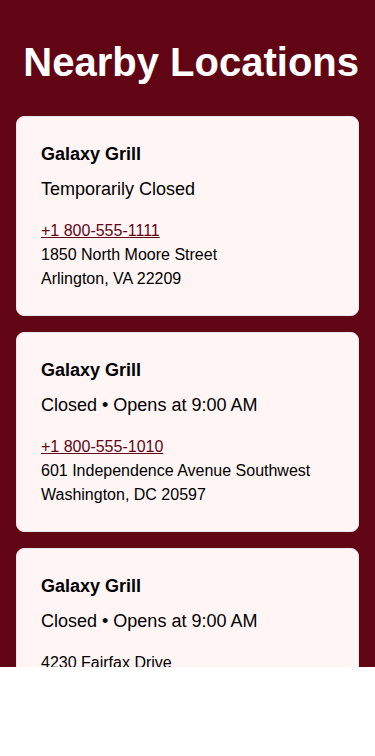 Nearby Locations
Galaxy Grill
Temporarily Closed
+1 800-555-1111
1850 North Moore Street
Arlington, VA 22209
Galaxy Grill
Closed • Opens at 9:00 AM
+1 800-555-1010
601 Independence Avenue Southwest
Washington, DC 20597
Galaxy Grill
Closed • Opens at 9:00 AM
4230 Fairfax Drive